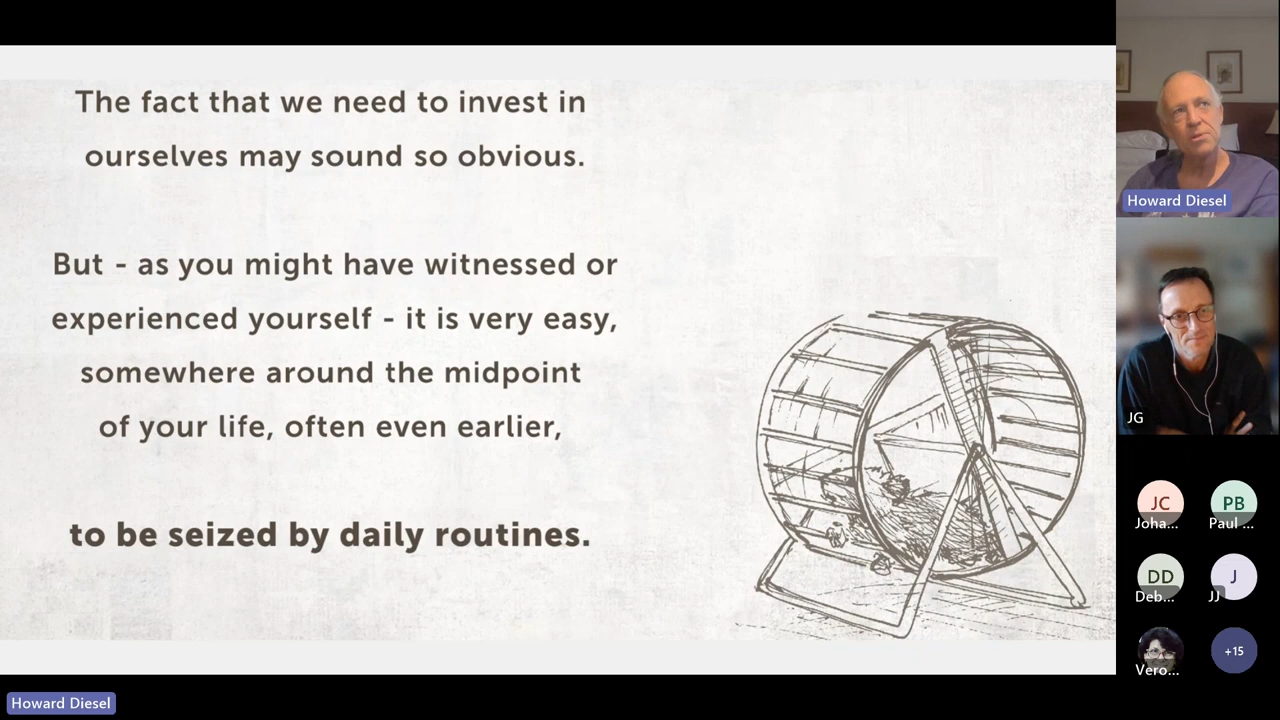 The fact that we need to invest in
ourselves may sound so obvious.
But - as you might have witnessed or
experienced yourself - it is very easy,
somewhere around the midpoint
of your life, often even earlier,
to be seized by daily routines.
Howard Diesel
JG
JC
Joha...
PB
Paul ...
DD
Deb...
J
JJ
Vero...
+15
Howard Diesel